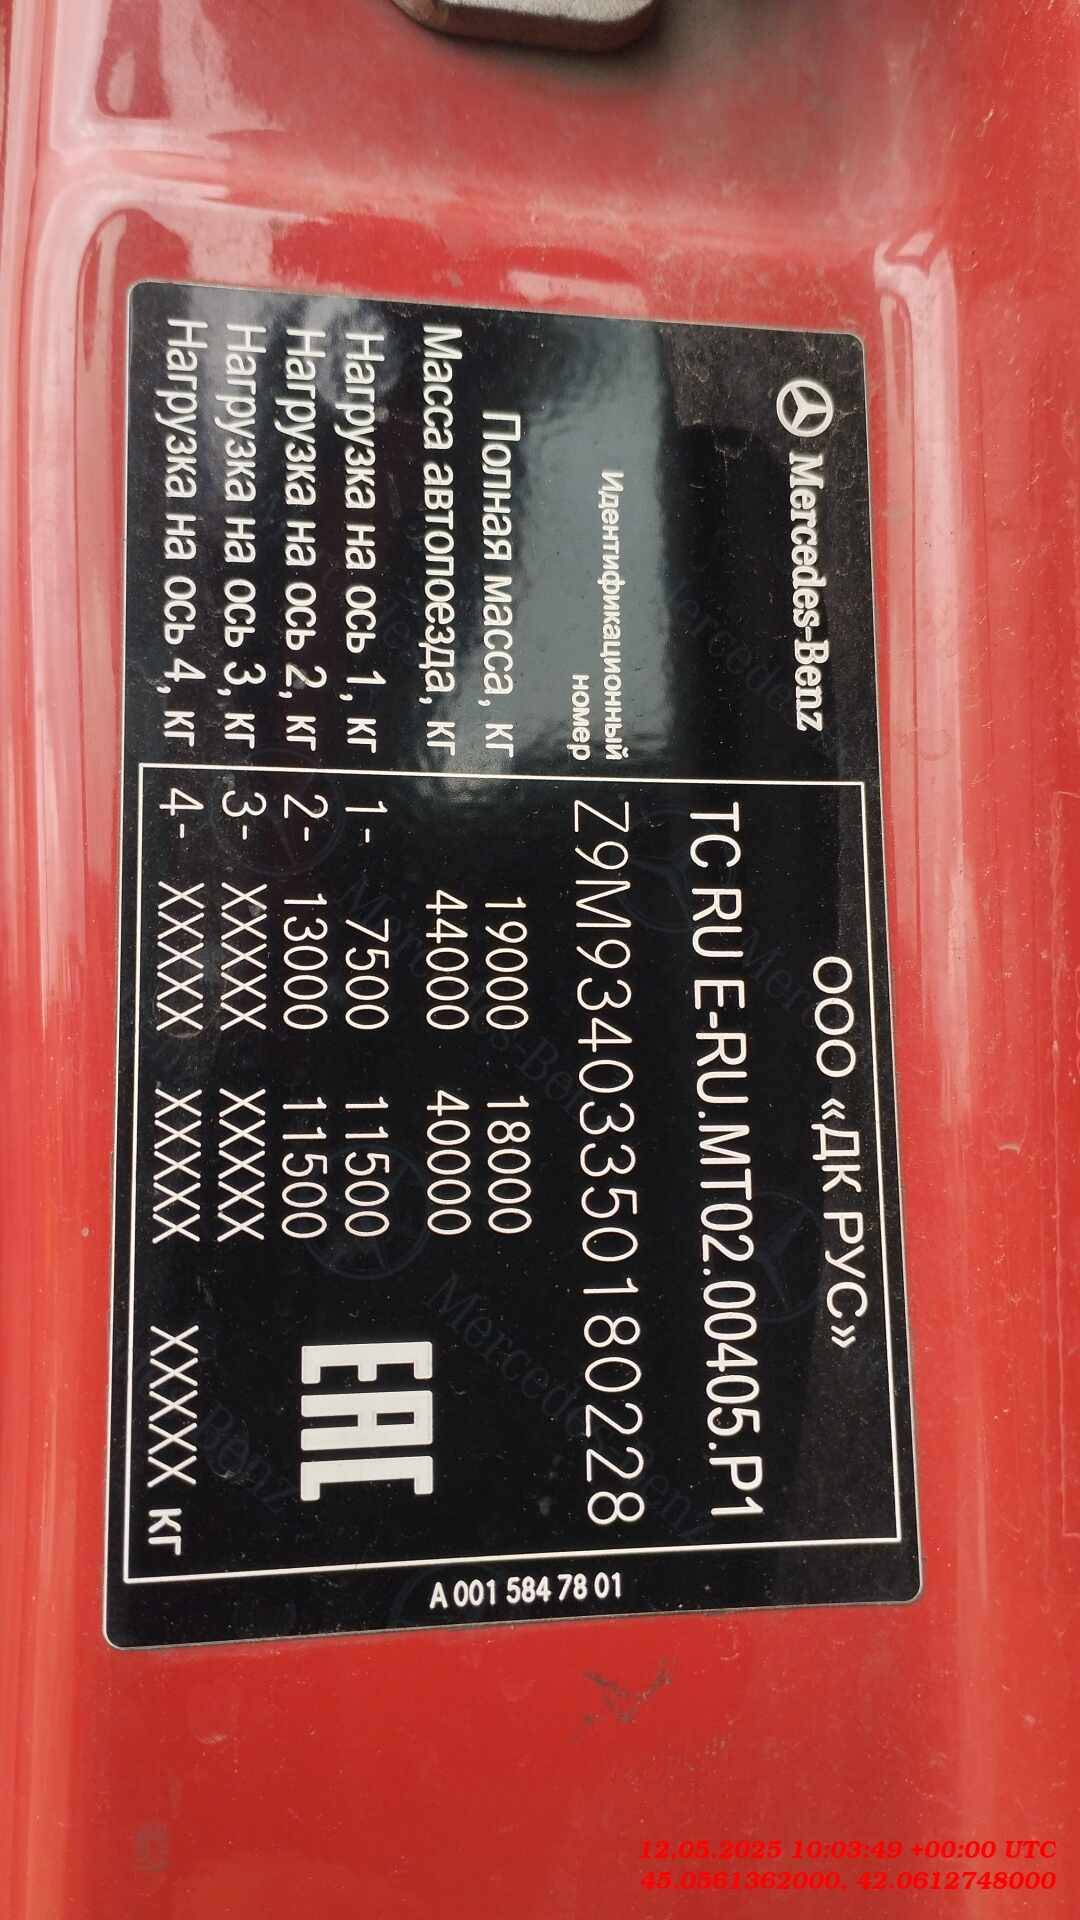 Mercedes-Benz
ООО «ДК РУС»
ТС RU E-RU.MT02.00405.P1
Идентификационный
номер
Z9M93403350180228
Полная масса, кг 19000 18000
Масса автопоезда, кг 44000 40000
Нагрузка на ось 1, кг 1- 7500 11500
Нагрузка на ось 2, кг 2- 13000 11500
Нагрузка на ось 3, кг 3- XXXXX XXXXX
Нагрузка на ось 4, кг 4- XXXXX XXXXX XXXXX кг
EAC
A 001 584 78 01
12.05.2025 10:03:49 +00:00 UTC
45.0561362000, 42.0612748000